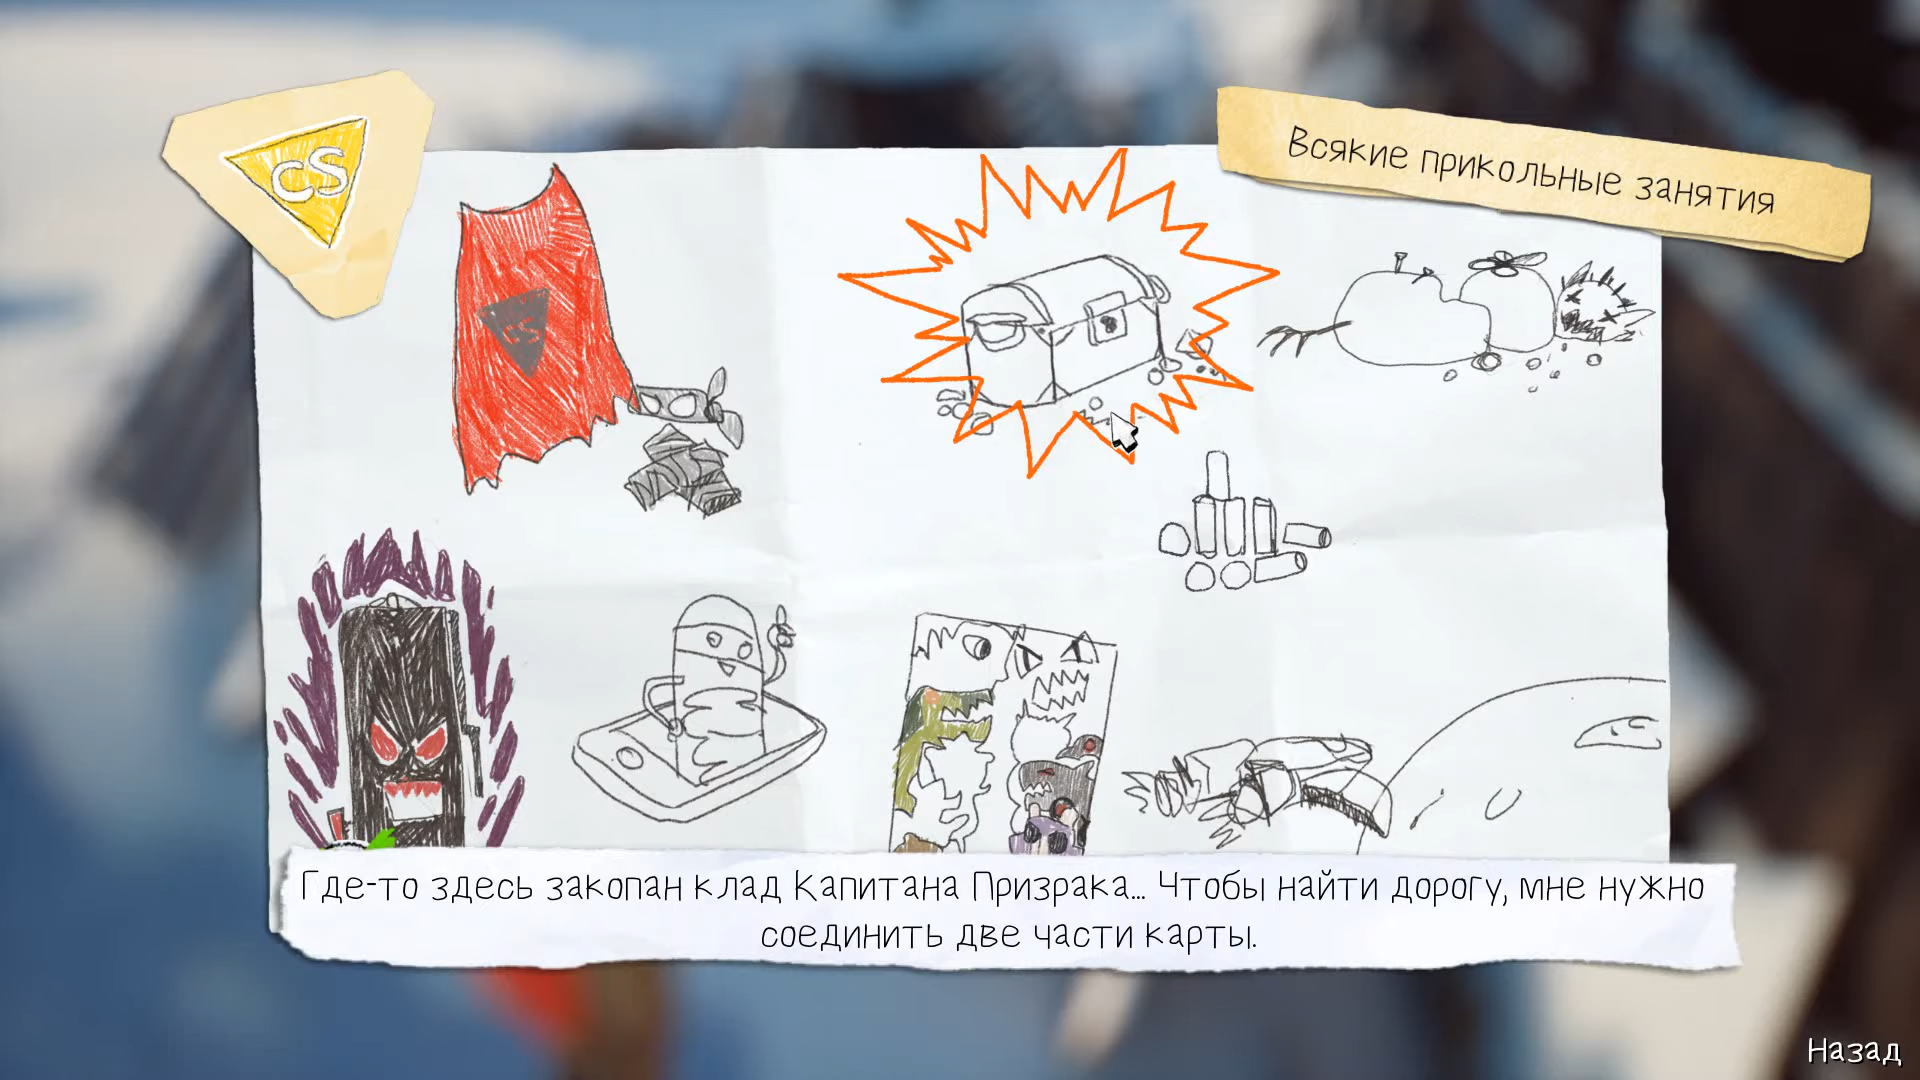 CS
Всякие прикольные занятия
CS
Где-то здесь закопан клад Капитана Призрака... Чтобы найти дорогу, мне нужно
соединить две части карты.
Назад